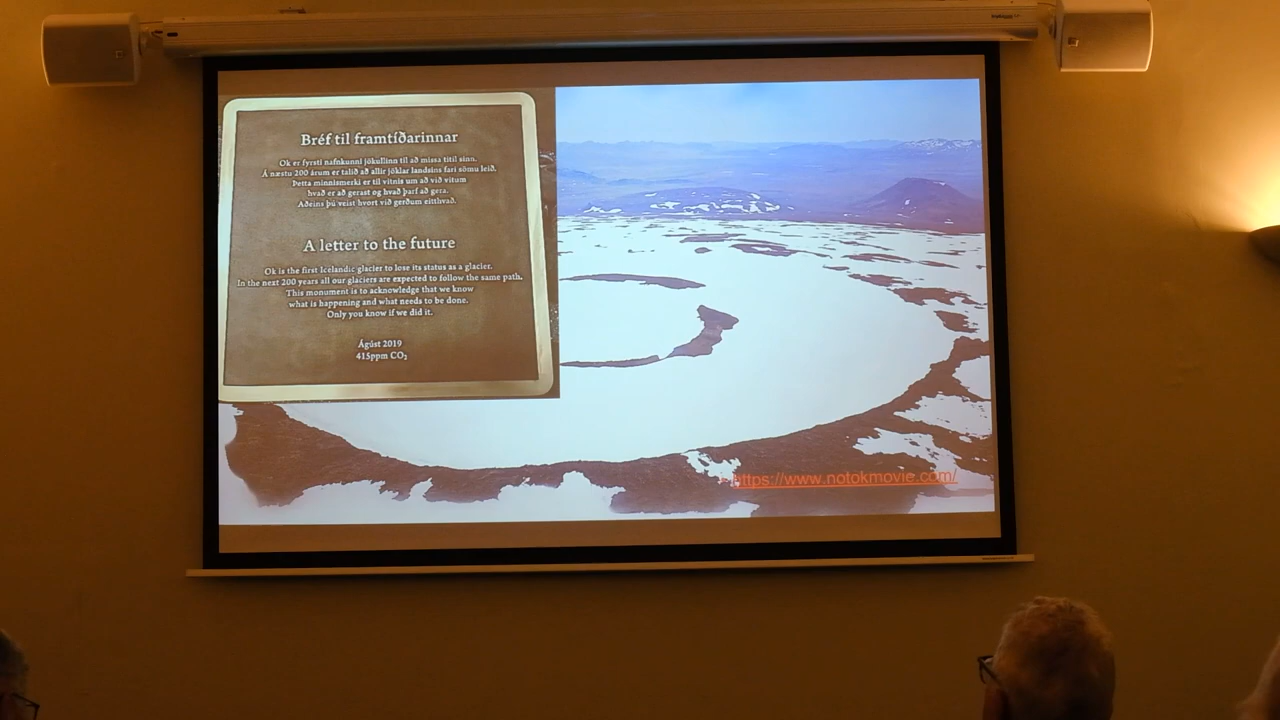 Bréf til framtíðarinnar
Ok er fyrsti nafnkunni jökullinn til að missa titil sinn.
Á næstu 200 árum er talið að allir jöklar landsins fari sömu leið.
Þetta minnismerki er til vitnis um að við vitum
hvað er að gerast og hvað þarf að gera.
Aðeins þú veist hvort við gerðum eitthvað.
A letter to the future
Ok is the first Icelandic glacier to lose its status as a glacier.
In the next 200 years all our glaciers are expected to follow the same path.
This monument is to acknowledge that we know
what is happening and what needs to be done.
Only you know if we did it.
Ágúst 2019
415ppm CO₂
https://www.notokmovie.com/